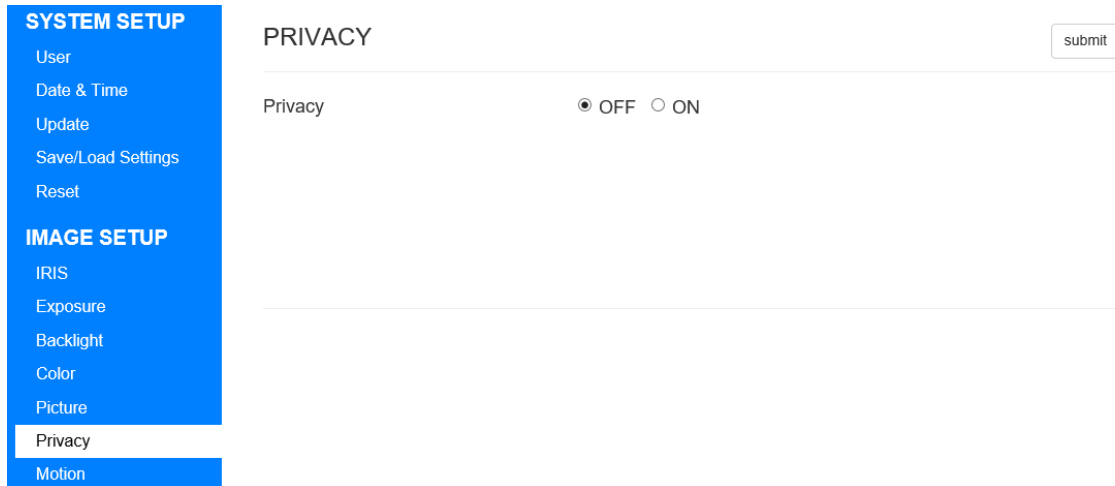 SYSTEM SETUP
User
Date & Time
Update
Save/Load Settings
Reset
IMAGE SETUP
IRIS
Exposure
Backlight
Color
Picture
Privacy
Motion
PRIVACY
submit
Privacy OFF ON